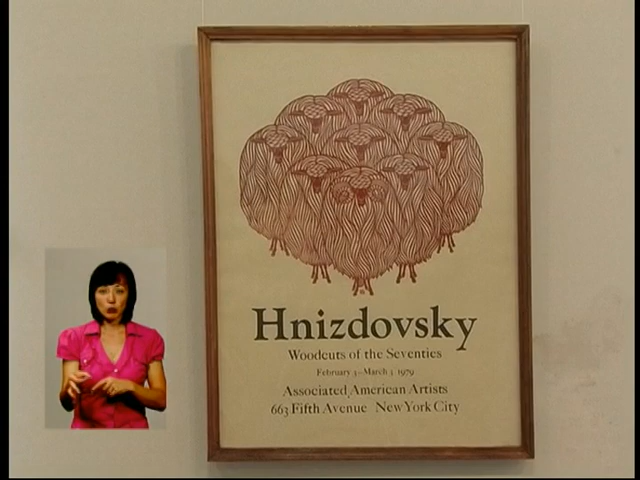 Hnizdovsky
Woodcuts of the Seventies
February 3–March 3 1979
Associated American Artists
663 Fifth Avenue New York City